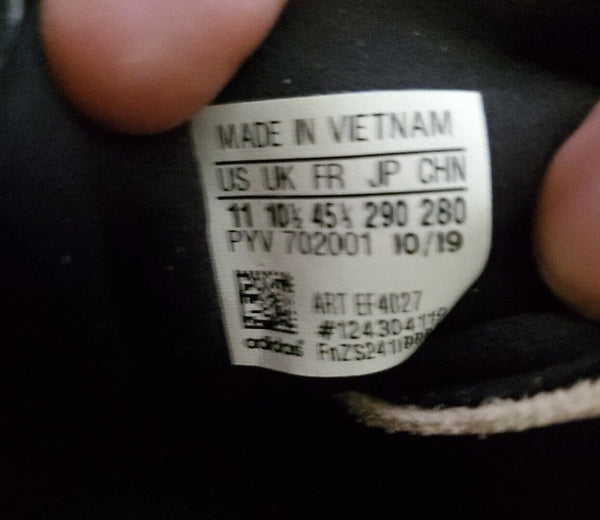 MADE IN VIETNAM
US UK FR JP CHN
11 10½ 45⅓ 290 280
PYV 702001 10/19
ART EF4027
adidas